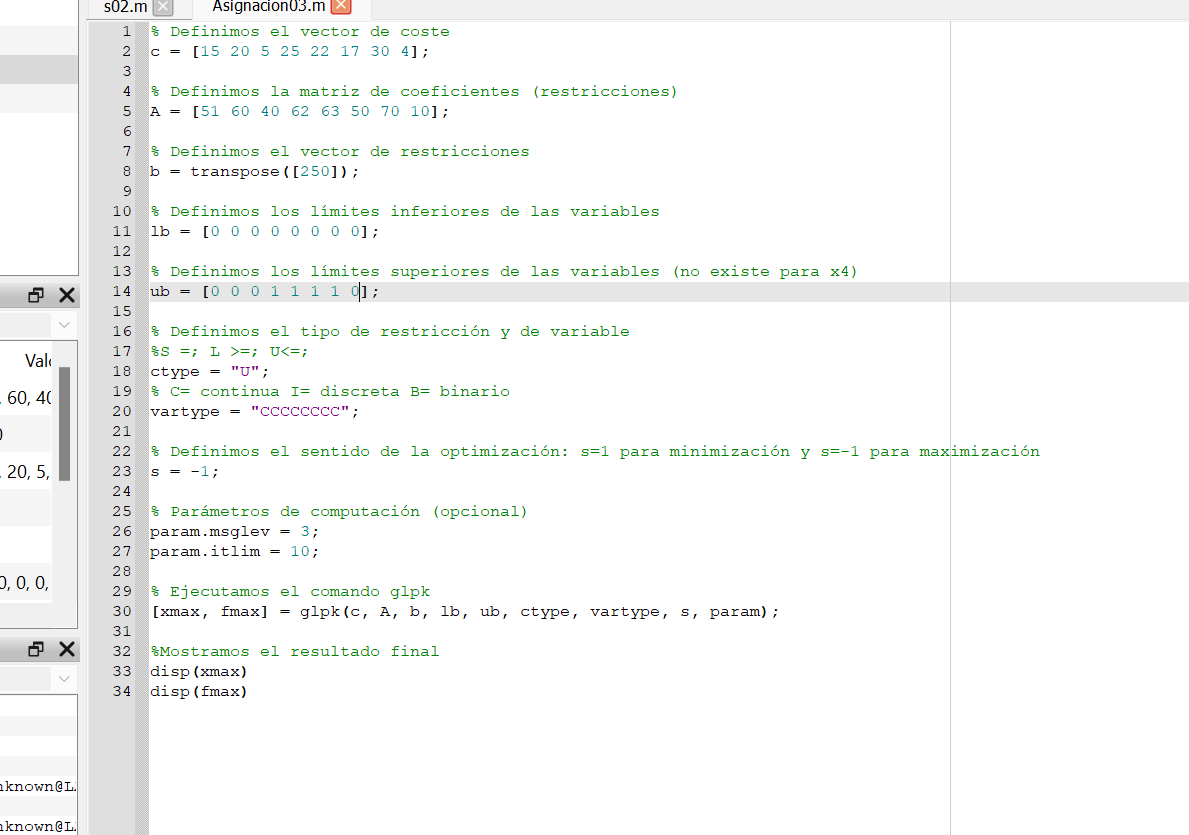 s02.m
Asignacion03.m
1 % Definimos el vector de coste
2 c = [15 20 5 25 22 17 30 4];
3
4 % Definimos la matriz de coeficientes (restricciones)
5 A = [51 60 40 62 63 50 70 10];
6
7 % Definimos el vector de restricciones
8 b = transpose([250]);
9
10 % Definimos los límites inferiores de las variables
11 lb = [0 0 0 0 0 0 0 0];
12
13 % Definimos los límites superiores de las variables (no existe para x4)
14 ub = [0 0 0 1 1 1 1 0];
15
16 % Definimos el tipo de restricción y de variable
17 %S =; L >=; U<=;
18 ctype = "U";
19 % C= continua I= discreta B= binario
20 vartype = "CCCCCCCC";
21
22 % Definimos el sentido de la optimización: s=1 para minimización y s=-1 para maximización
23 s = -1;
24
25 % Parámetros de computación (opcional)
26 param.msglev = 3;
27 param.itlim = 10;
28
29 % Ejecutamos el comando glpk
30 [xmax, fmax] = glpk(c, A, b, lb, ub, ctype, vartype, s, param);
31
32 %Mostramos el resultado final
33 disp(xmax)
34 disp(fmax)
, 60, 40
, 20, 5,
0, 0, 0,